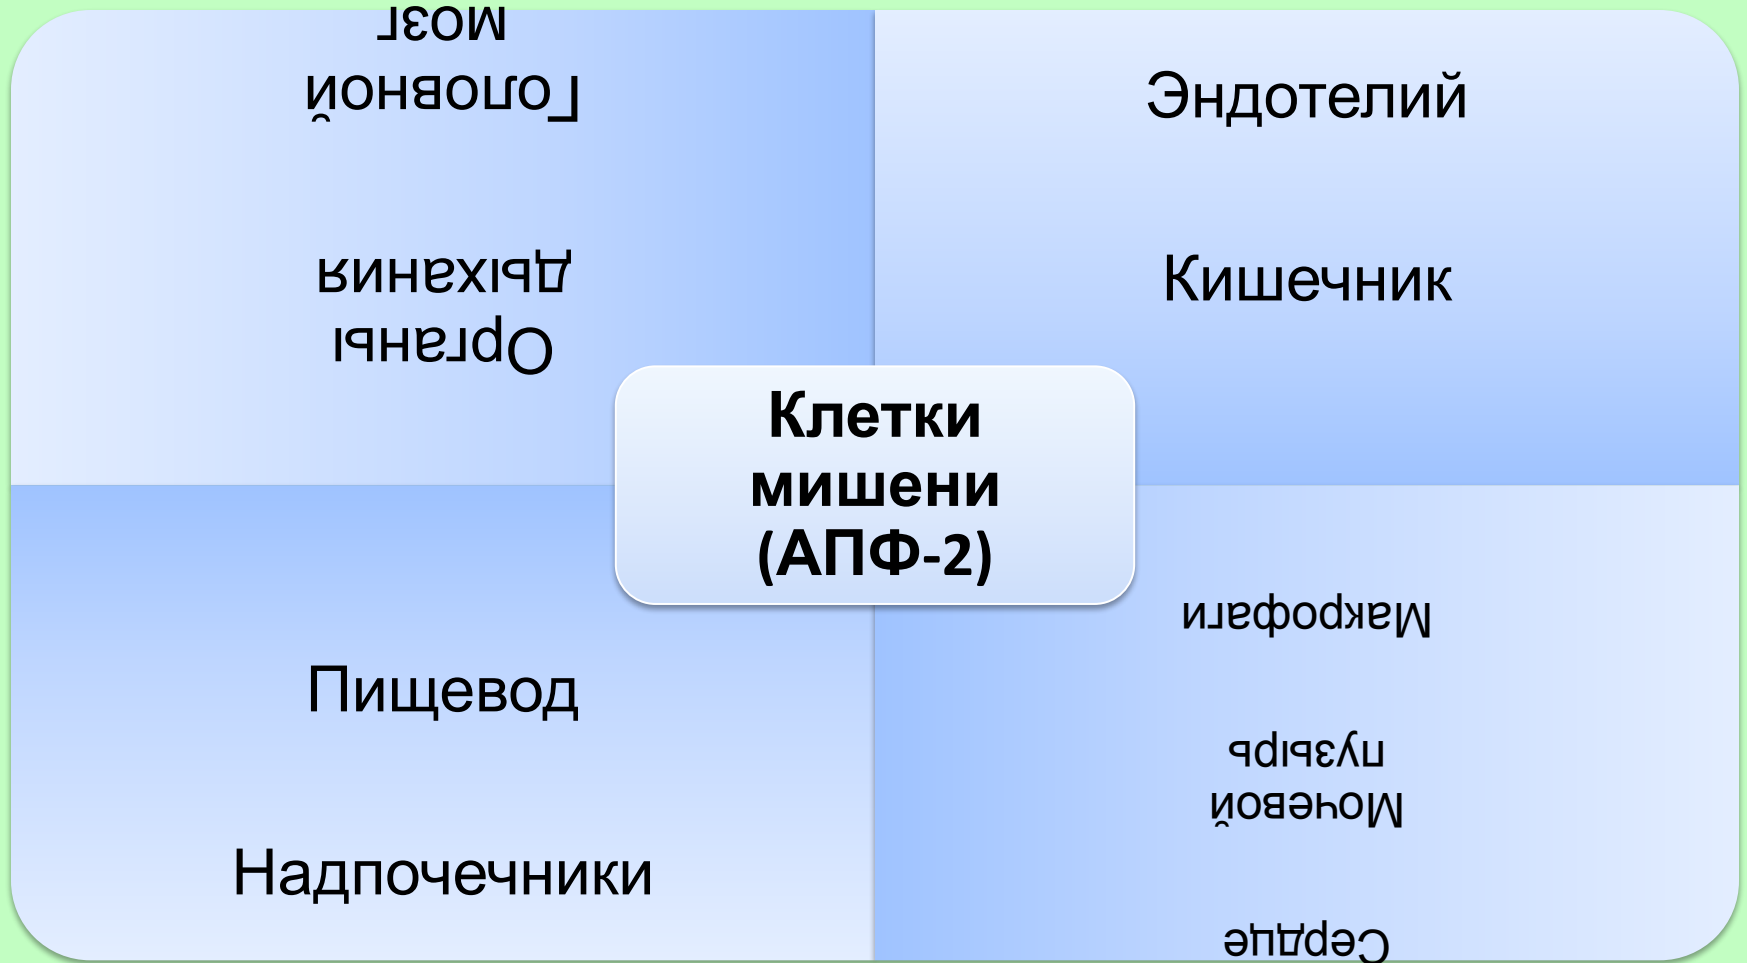 Органы
дыхания
Головной
мозг
Эндотелий
Кишечник
Клетки
мишени
(АПФ-2)
Пищевод
Надпочечники
Сердце
Мочевой
пузырь
Макрофаги